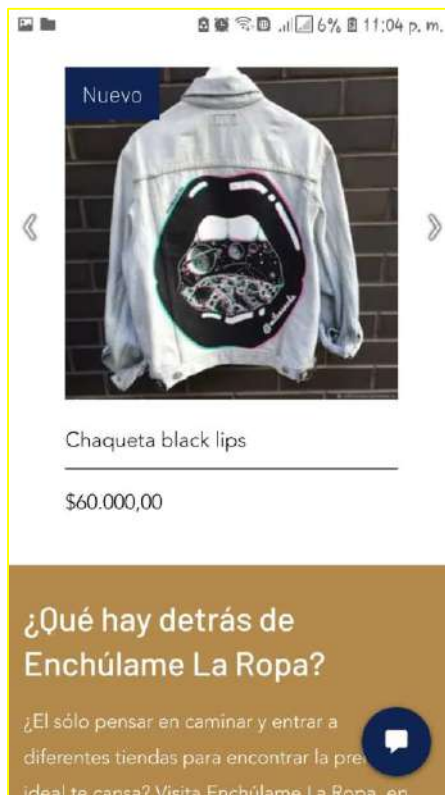 6% 11:04 p. m.
Nuevo
Chaqueta black lips
$60.000,00
¿Qué hay detrás de
Enchúlame La Ropa?
¿El sólo pensar en caminar y entrar a
diferentes tiendas para encontrar la
ideal te cansa? Visita Enchúlame La Ropa, en